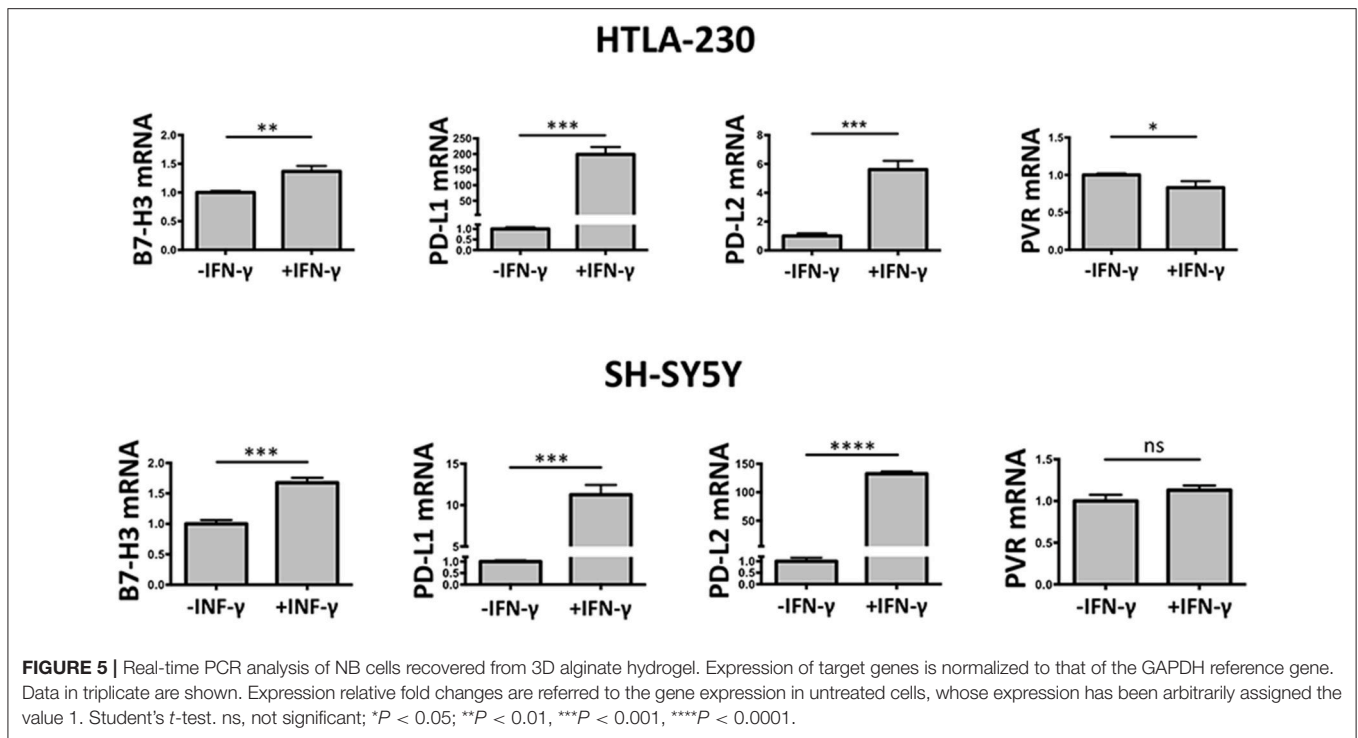 HTLA-230
B7-H3 mRNA
2.0
1.5
1.0
0.5
0.0
**
-IFN-γ +IFN-γ
PD-L1 mRNA
250
200
150
100
50
1.0
0.5
0.0
***
-IFN-γ +IFN-γ
PD-L2 mRNA
8
6
4
2
0
***
-IFN-γ +IFN-γ
PVR mRNA
1.5
1.0
0.5
0.0
*
-IFN-γ +IFN-γ
SH-SY5Y
B7-H3 mRNA
2.0
1.5
1.0
0.5
0.0
***
-INF-γ +INF-γ
PD-L1 mRNA
15
10
5
1.0
0.5
0.0
***
-IFN-γ +IFN-γ
PD-L2 mRNA
150
100
50
1.0
0.5
0.0
****
-IFN-γ +IFN-γ
PVR mRNA
1.5
1.0
0.5
0.0
ns
-IFN-γ +IFN-γ
FIGURE 5 | Real-time PCR analysis of NB cells recovered from 3D alginate hydrogel. Expression of target genes is normalized to that of the GAPDH reference gene.
Data in triplicate are shown. Expression relative fold changes are referred to the gene expression in untreated cells, whose expression has been arbitrarily assigned the
value 1. Student's t-test. ns, not significant; *P < 0.05; **P < 0.01, ***P < 0.001, ****P < 0.0001.